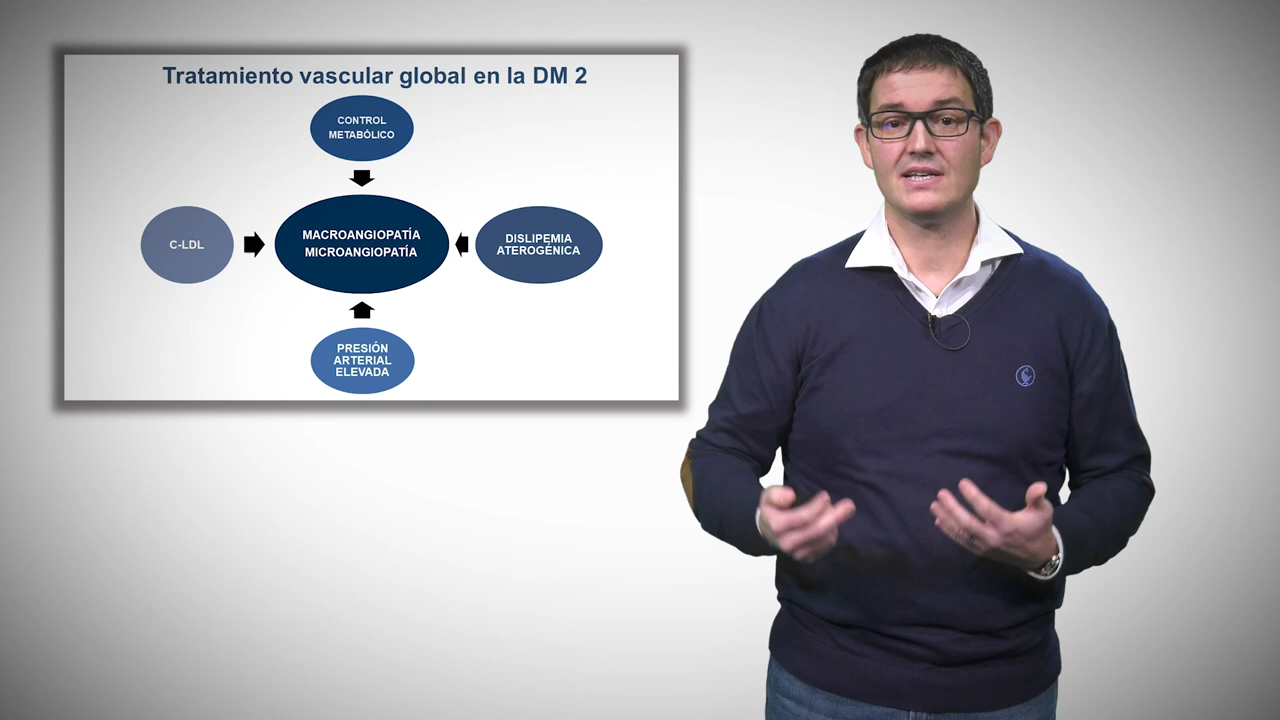 Tratamiento vascular global en la DM 2
CONTROL
METABÓLICO
C-LDL
MACROANGIOPATÍA
MICROANGIOPATÍA
DISLIPEMIA
ATEROGÉNICA
PRESIÓN
ARTERIAL
ELEVADA